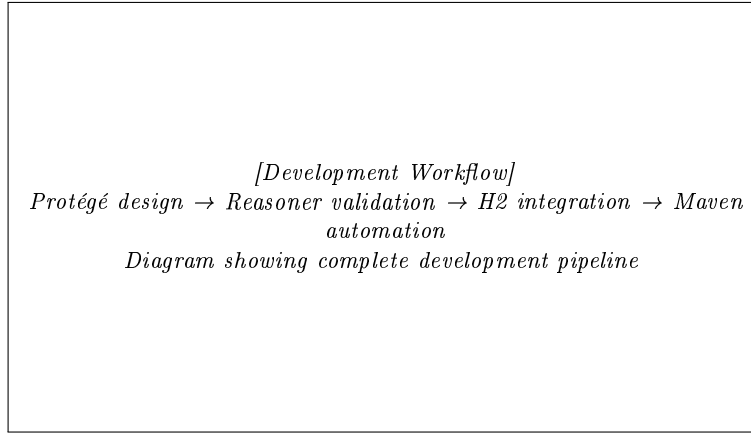 [Development Workflow]
Protégé design → Reasoner validation → H2 integration → Maven
automation
Diagram showing complete development pipeline